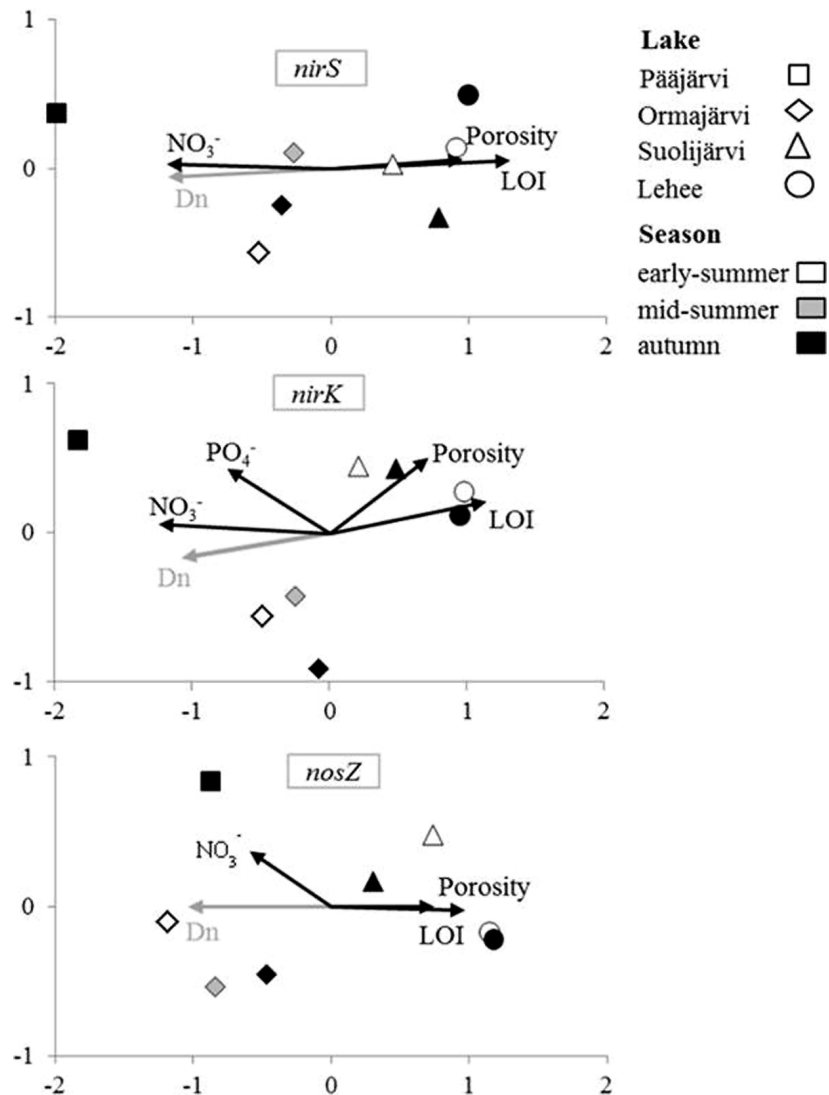 1
nirS
NO₃⁻
Porosity
0
Dn
LOI
-1
-2 -1 0 1 2
Lake
Pääjärvi
Ormajärvi
Suolijärvi
Lehee
Season
early-summer
mid-summer
autumn
1
nirK
PO₄⁻
Porosity
NO₃⁻
LOI
0
Dn
-1
-2 -1 0 1 2
1
nosZ
NO₃⁻
Porosity
0
Dn
LOI
-1
-2 -1 0 1 2